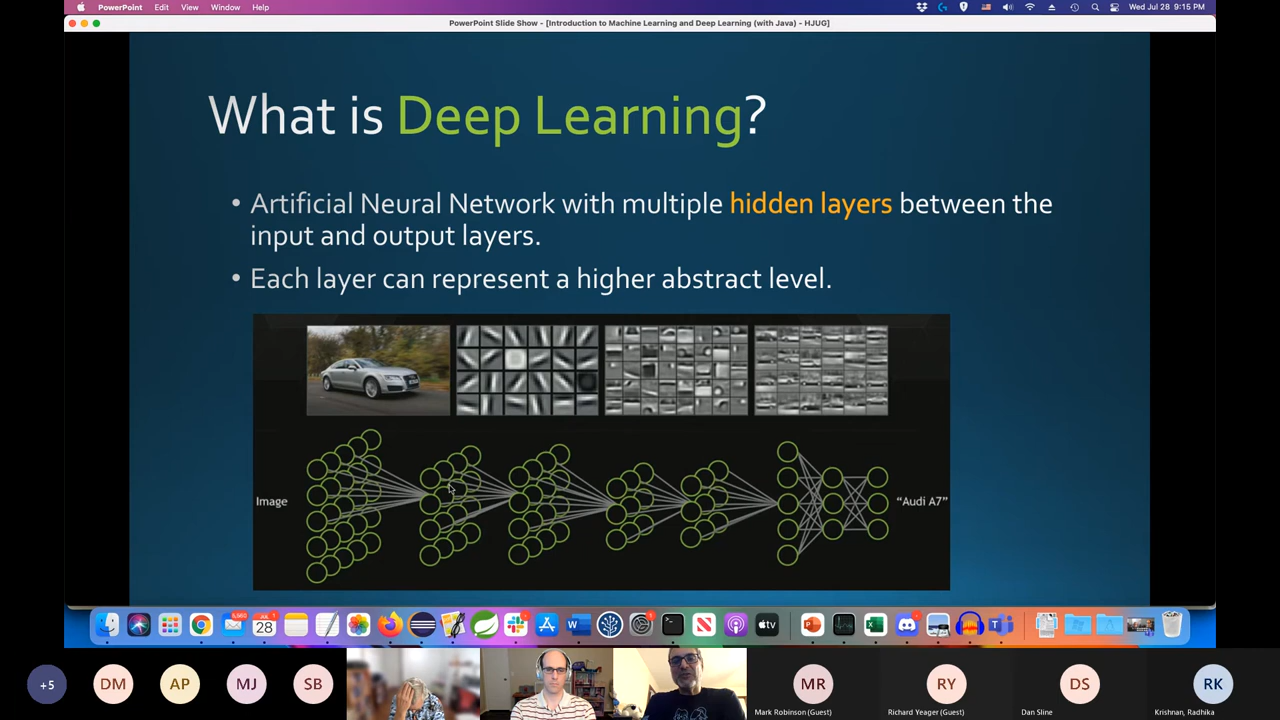 PowerPoint Edit View Window Help
Wed Jul 28 9:15 PM
PowerPoint Slide Show - [Introduction to Machine Learning and Deep Learning (with Java) - HJUG]
What is Deep Learning?
• Artificial Neural Network with multiple hidden layers between the
input and output layers.
• Each layer can represent a higher abstract level.
Image
“Audi A7”
JUL
28
tv
+5
DM
AP
MJ
SB
MR
RY
DS
RK
Mark Robinson (Guest)
Richard Yeager (Guest)
Dan Sline
Krishnan, Radhika